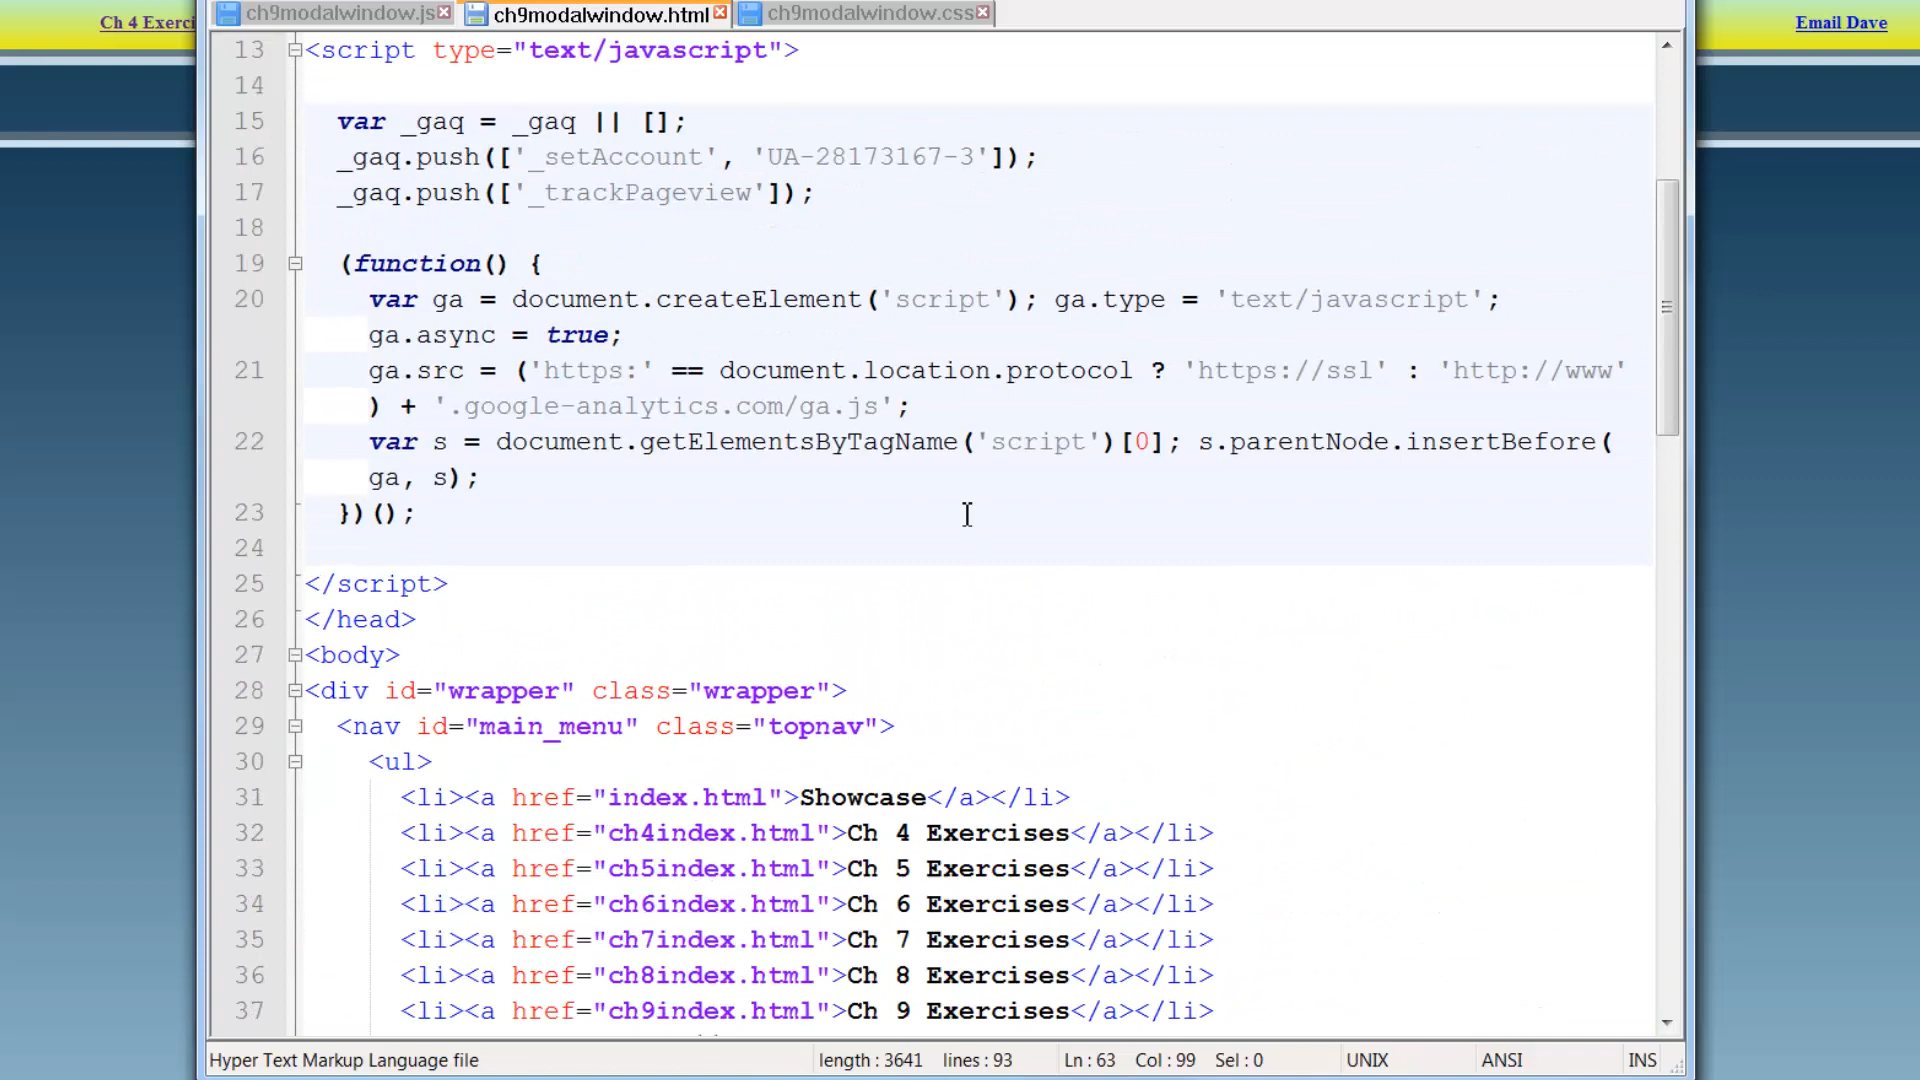 Ch 4 Exerci
ch9modalwindow.js
ch9modalwindow.html
ch9modalwindow.css
Email Dave
13 <script type="text/javascript">
14
15 var _gaq = _gaq || [];
16 _gaq.push(['_setAccount', 'UA-28173167-3']);
17 _gaq.push(['_trackPageview']);
18
19 (function() {
20 var ga = document.createElement('script'); ga.type = 'text/javascript';
ga.async = true;
21 ga.src = ('https:' == document.location.protocol ? 'https://ssl' : 'http://www'
) + '.google-analytics.com/ga.js';
22 var s = document.getElementsByTagName('script')[0]; s.parentNode.insertBefore(
ga, s);
23 })();
24
25 </script>
26 </head>
27 <body>
28 <div id="wrapper" class="wrapper">
29 <nav id="main_menu" class="topnav">
30 <ul>
31 <li><a href="index.html">Showcase</a></li>
32 <li><a href="ch4index.html">Ch 4 Exercises</a></li>
33 <li><a href="ch5index.html">Ch 5 Exercises</a></li>
34 <li><a href="ch6index.html">Ch 6 Exercises</a></li>
35 <li><a href="ch7index.html">Ch 7 Exercises</a></li>
36 <li><a href="ch8index.html">Ch 8 Exercises</a></li>
37 <li><a href="ch9index.html">Ch 9 Exercises</a></li>
Hyper Text Markup Language file length : 3641 lines : 93 Ln : 63 Col : 99 Sel : 0 UNIX ANSI INS